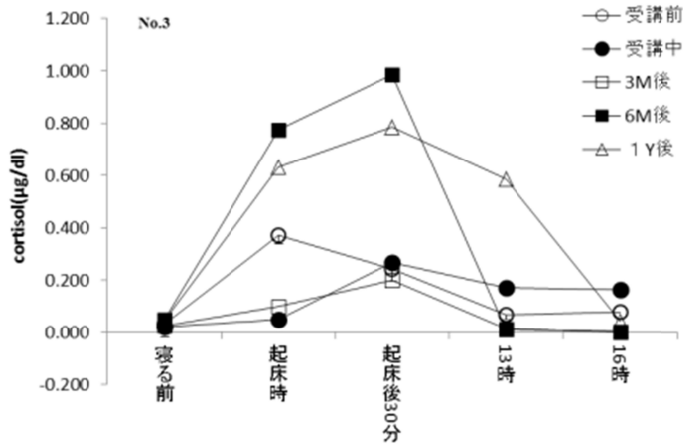 No.3
1.200
1.000
0.800
0.600
0.400
0.200
0.000
-0.200
cortisol(μg/dl)
寝る前
起床時
起床後30分
13時
16時
受講前
受講中
3M後
6M後
1Y後